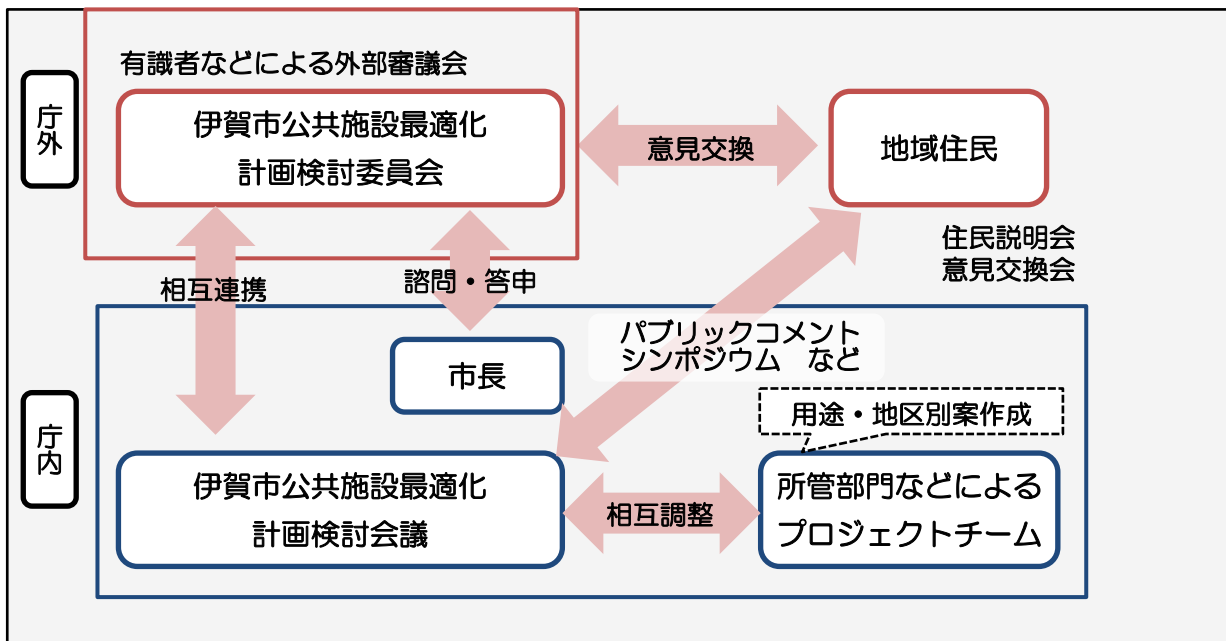 有識者などによる外部審議会
庁外
伊賀市公共施設最適化
計画検討委員会
意見交換
地域住民
住民説明会
意見交換会
相互連携
諮問・答申
パブリックコメント
シンポジウム　など
市長
用途・地区別案作成
庁内
伊賀市公共施設最適化
計画検討会議
相互調整
所管部門などによる
プロジェクトチーム